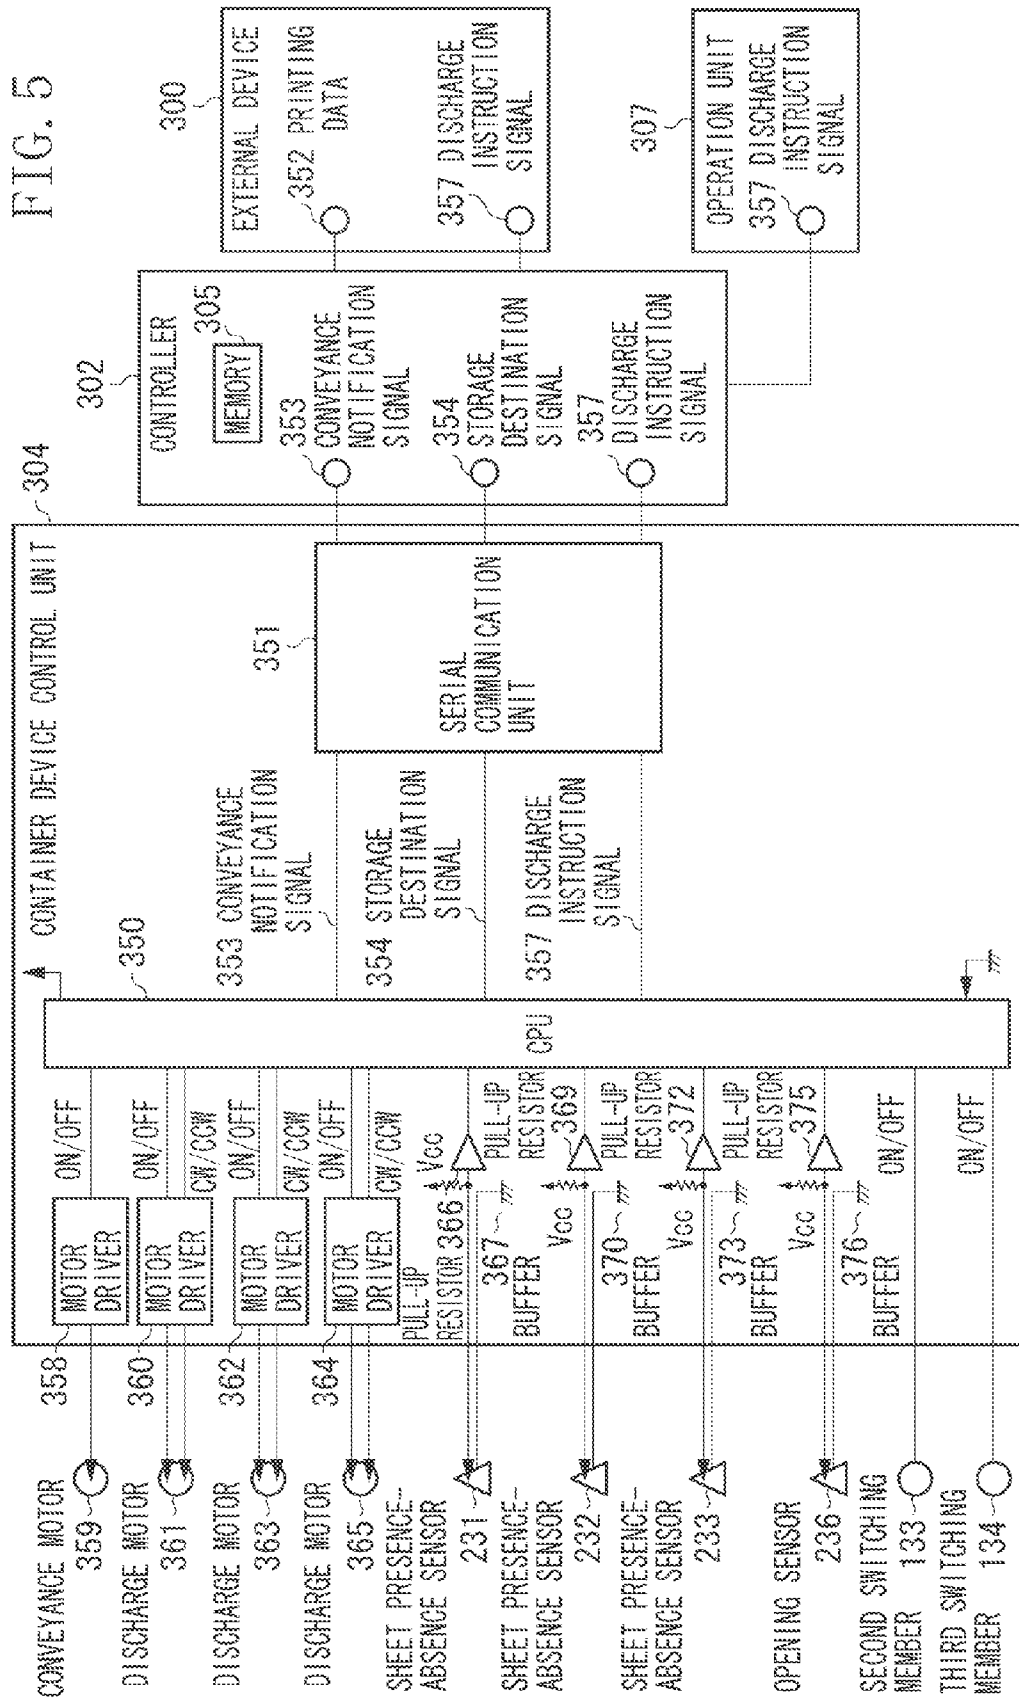 FIG. 5
300
EXTERNAL DEVICE
352 PRINTING
DATA
357 DISCHARGE
INSTRUCTION
SIGNAL
307
OPERATION UNIT
357 DISCHARGE
INSTRUCTION
SIGNAL
302
CONTROLLER
305
MEMORY
353
CONVEYANCE
NOTIFICATION
SIGNAL
354
STORAGE
DESTINATION
SIGNAL
357
DISCHARGE
INSTRUCTION
SIGNAL
304
CONTAINER DEVICE CONTROL UNIT
351
SERIAL
COMMUNICATION
UNIT
353 CONVEYANCE
NOTIFICATION
SIGNAL
354 STORAGE
DESTINATION
SIGNAL
357 DISCHARGE
INSTRUCTION
SIGNAL
350
CPU
ON/OFF
ON/OFF
CW/CCW
ON/OFF
CW/CCW
ON/OFF
CW/CCW
Vcc
PULL-UP
RESISTOR
369
PULL-UP
RESISTOR
372
PULL-UP
RESISTOR
375
ON/OFF
ON/OFF
MOTOR
DRIVER
MOTOR
DRIVER
MOTOR
DRIVER
MOTOR
DRIVER
PULL-UP
RESISTOR 366
367
BUFFER
Vcc
370
BUFFER
Vcc
373
BUFFER
Vcc
376
BUFFER
358
360
362
364
CONVEYANCE MOTOR
359
DISCHARGE MOTOR
361
DISCHARGE MOTOR
363
DISCHARGE MOTOR
365
SHEET PRESENCE-
ABSENCE SENSOR
231
SHEET PRESENCE-
ABSENCE SENSOR
232
SHEET PRESENCE-
ABSENCE SENSOR
233
OPENING SENSOR
236
SECOND SWITCHING
MEMBER
133
THIRD SWITCHING
MEMBER
134